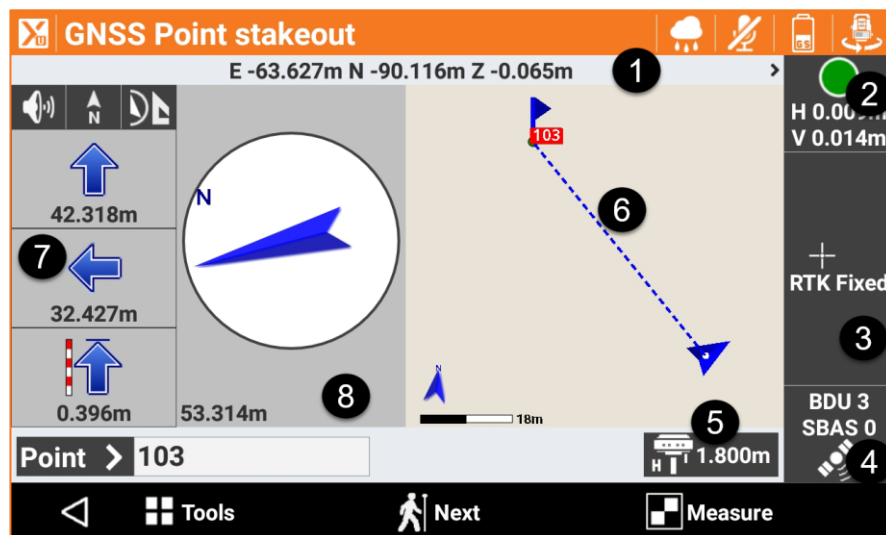 GNSS Point stakeout
GS
E -63.627m N -90.116m Z -0.065m
1
2
H 0.009m
V 0.014m
N
42.318m
N
103
6
7
32.427m
RTK Fixed
3
0.396m
53.314m
8
N
18m
5
BDU 3
SBAS 0
4
Point
103
H
1.800m
Tools
Next
Measure